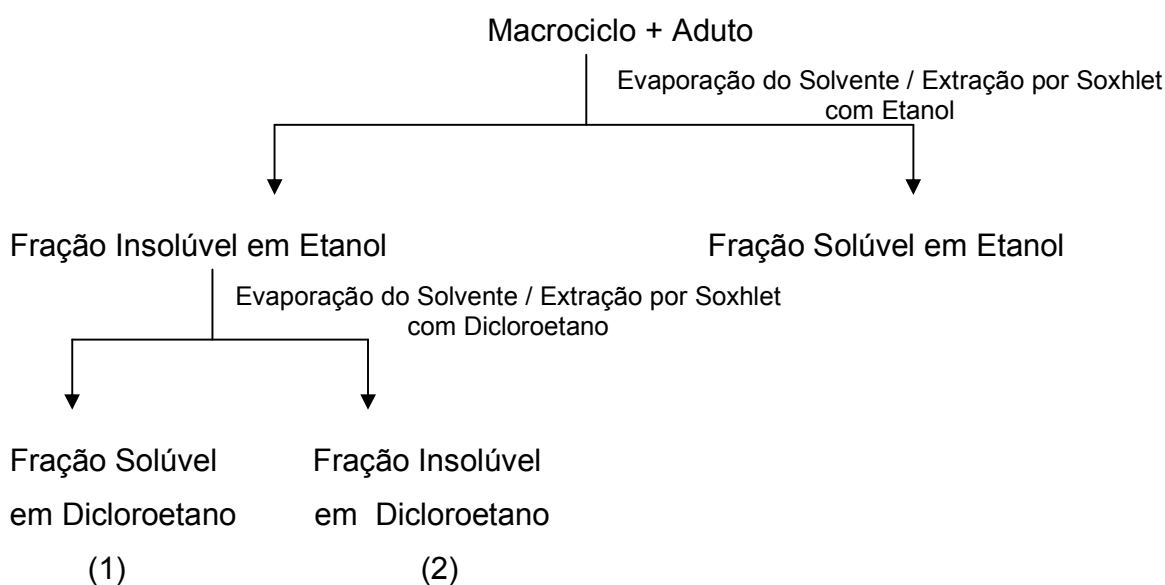 Macrociclo + Aduto
Evaporação do Solvente / Extração por Soxhlet
com Etanol
Fração Insolúvel em Etanol
Fração Solúvel em Etanol
Evaporação do Solvente / Extração por Soxhlet
com Dicloroetano
Fração Solúvel
em Dicloroetano
(1)
Fração Insolúvel
em Dicloroetano
(2)